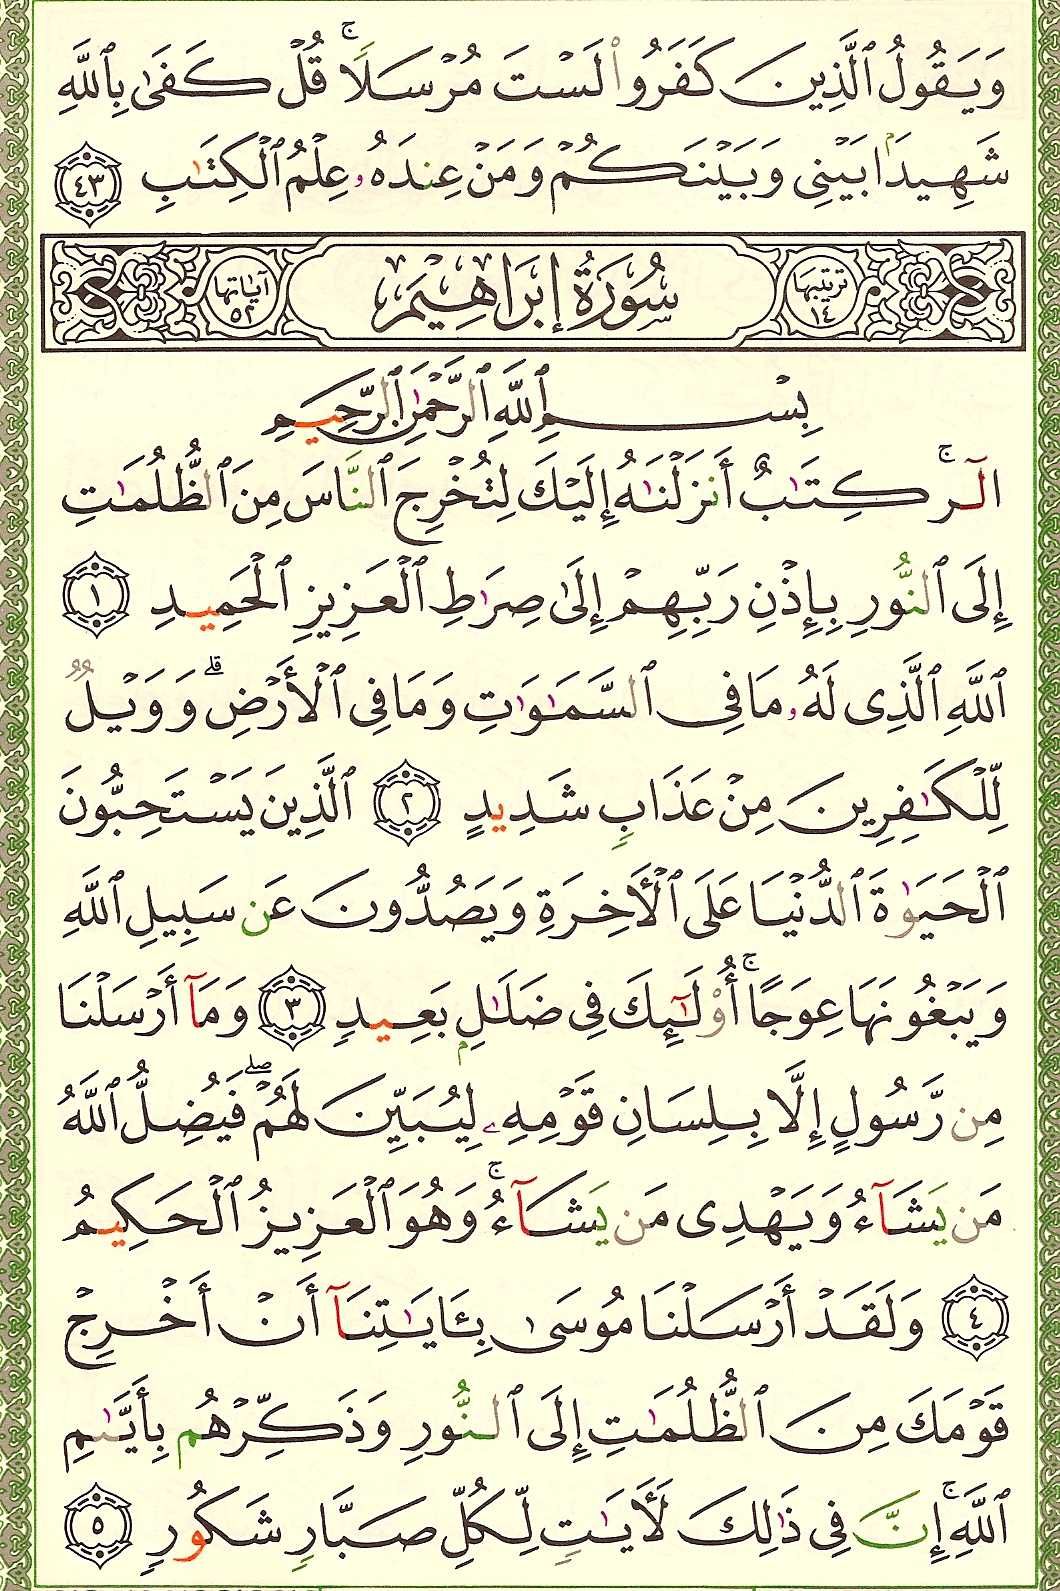 وَيَقُولُ ٱلَّذِينَ كَفَرُوا۟ لَسْتَ مُرْسَلًا ۚ قُلْ كَفَىٰ بِٱللَّهِ
شَهِيدًۢا بَيْنِى وَبَيْنَكُمْ وَمَنْ عِندَهُۥ عِلْمُ ٱلْكِتَـٰبِ ٤٣
ترتيبها ١٤ سُورَةُ إِبْرَاهِيمَ آياتها ٥٢
بِسْمِ ٱللَّهِ ٱلرَّحْمَـٰنِ ٱلرَّحِيمِ
الٓر ۚ كِتَـٰبٌ أَنزَلْنَـٰهُ إِلَيْكَ لِتُخْرِجَ ٱلنَّاسَ مِنَ ٱلظُّلُمَـٰتِ
إِلَى ٱلنُّورِ بِإِذْنِ رَبِّهِمْ إِلَىٰ صِرَٰطِ ٱلْعَزِيزِ ٱلْحَمِيدِ ١
ٱللَّهِ ٱلَّذِى لَهُۥ مَا فِى ٱلسَّمَـٰوَٰتِ وَمَا فِى ٱلْأَرْضِ ۗ وَوَيْلٌ
لِّلْكَـٰفِرِينَ مِنْ عَذَابٍ شَدِيدٍ ٢ ٱلَّذِينَ يَسْتَحِبُّونَ
ٱلْحَيَوٰةَ ٱلدُّنْيَا عَلَى ٱلْـَٔاخِرَةِ وَيَصُدُّونَ عَن سَبِيلِ ٱللَّهِ
وَيَبْغُونَهَا عِوَجًا ۚ أُو۟لَـٰٓئِكَ فِى ضَلَـٰلٍۭ بَعِيدٍ ٣ وَمَآ أَرْسَلْنَا
مِن رَّسُولٍ إِلَّا بِلِسَانِ قَوْمِهِۦ لِيُبَيِّنَ لَهُمْ ۖ فَيُضِلُّ ٱللَّهُ
مَن يَشَآءُ وَيَهْدِى مَن يَشَآءُ ۚ وَهُوَ ٱلْعَزِيزُ ٱلْحَكِيمُ
٤ وَلَقَدْ أَرْسَلْنَا مُوسَىٰ بِـَٔايَـٰتِنَآ أَنْ أَخْرِجْ
قَوْمَكَ مِنَ ٱلظُّلُمَـٰتِ إِلَى ٱلنُّورِ وَذَكِّرْهُم بِأَيَّىٰمِ
ٱللَّهِ ۚ إِنَّ فِى ذَٰلِكَ لَـَٔايَـٰتٍ لِّكُلِّ صَبَّارٍ شَكُورٍ ٥